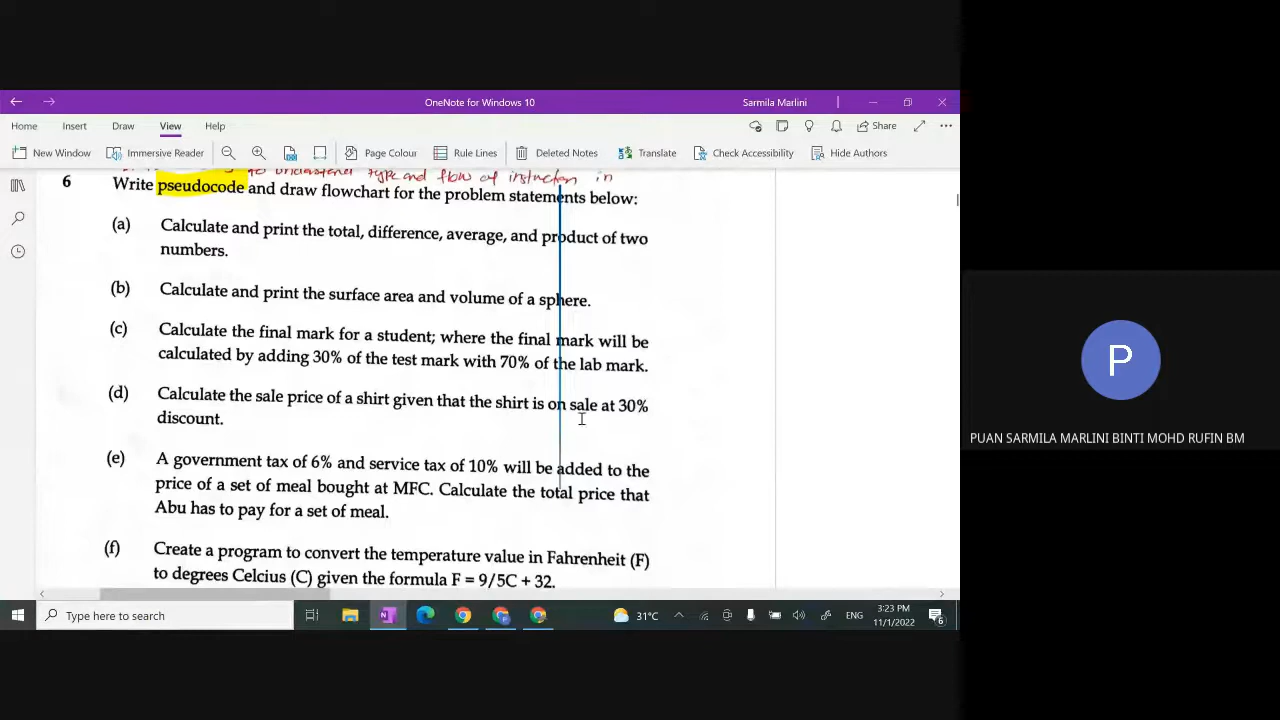 OneNote for Windows 10
Sarmila Marlini
Home Insert Draw View Help
Share
New Window Immersive Reader Page Colour Rule Lines Deleted Notes Translate Check Accessibility Hide Authors
type and flow of instruction in
6 Write pseudocode and draw flowchart for the problem statements below:
(a) Calculate and print the total, difference, average, and product of two
numbers.
(b) Calculate and print the surface area and volume of a sphere.
(c) Calculate the final mark for a student; where the final mark will be
calculated by adding 30% of the test mark with 70% of the lab mark.
(d) Calculate the sale price of a shirt given that the shirt is on sale at 30%
discount.
(e) A government tax of 6% and service tax of 10% will be added to the
price of a set of meal bought at MFC. Calculate the total price that
Abu has to pay for a set of meal.
(f) Create a program to convert the temperature value in Fahrenheit (F)
to degrees Celcius (C) given the formula F = 9/5C + 32.
P
PUAN SARMILA MARLINI BINTI MOHD RUFIN BM
Type here to search
31°C
ENG
3:23 PM
11/1/2022
6